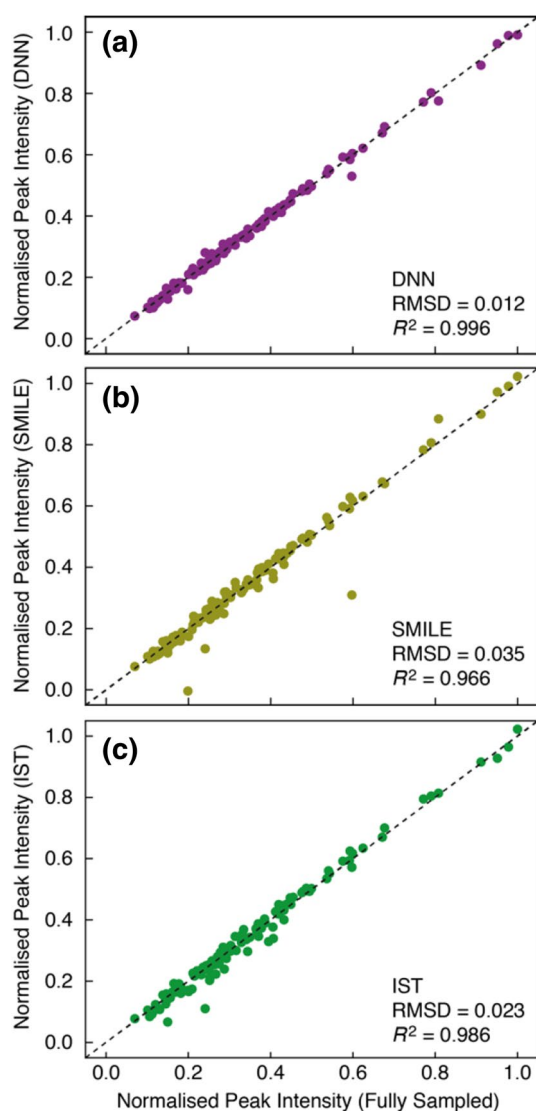 (a)
Normalised Peak Intensity (DNN)
1.0
0.8
0.6
0.4
0.2
0.0
DNN
RMSD = 0.012
R² = 0.996
(b)
Normalised Peak Intensity (SMILE)
1.0
0.8
0.6
0.4
0.2
0.0
SMILE
RMSD = 0.035
R² = 0.966
(c)
Normalised Peak Intensity (IST)
1.0
0.8
0.6
0.4
0.2
0.0
IST
RMSD = 0.023
R² = 0.986
0.0 0.2 0.4 0.6 0.8 1.0
Normalised Peak Intensity (Fully Sampled)